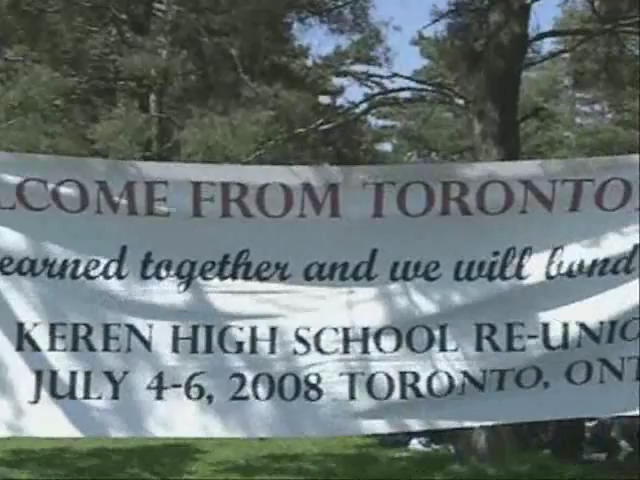 LCOME FROM TORONTO
earned together and we will bond
KEREN HIGH SCHOOL RE-UNIO
JULY 4-6, 2008 TORONTO, ONT